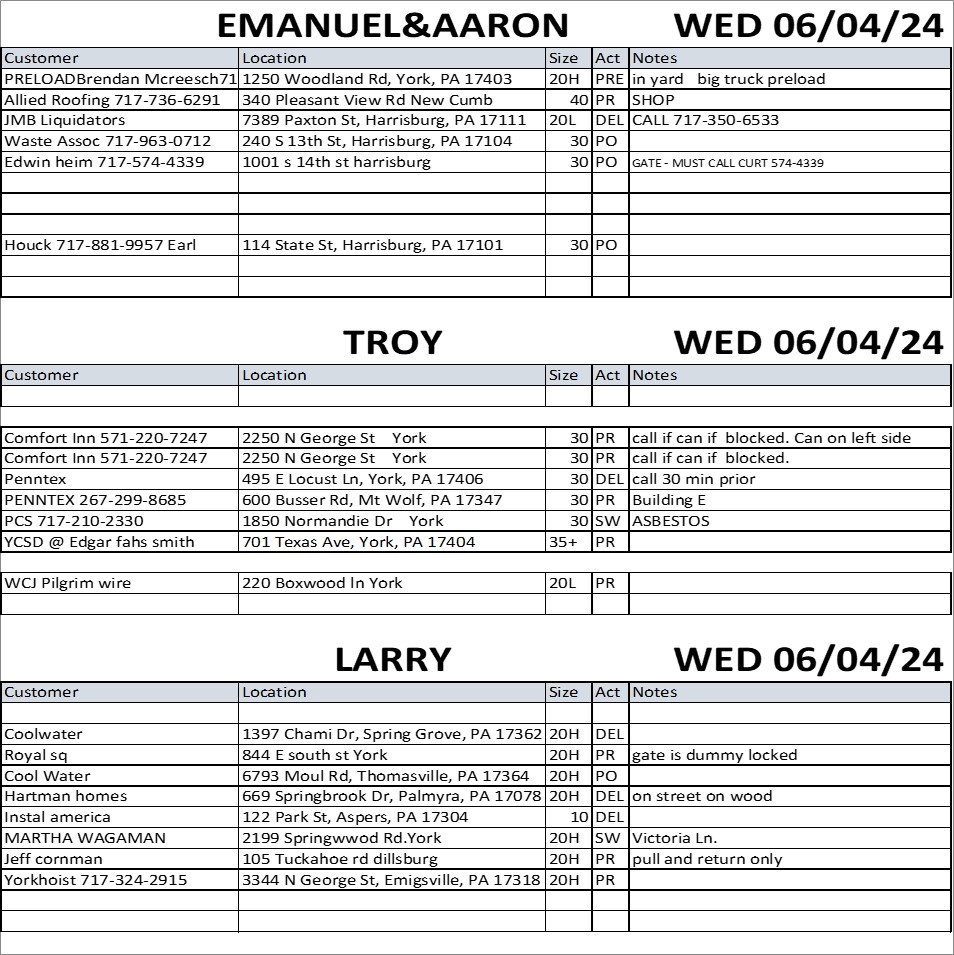 EMANUEL&AARON WED 06/04/24
Customer Location Size Act Notes
PRELOADBrendan Mcreesch71 1250 Woodland Rd, York, PA 17403 20H PRE in yard big truck preload
Allied Roofing 717-736-6291 340 Pleasant View Rd New Cumb 40 PR SHOP
JMB Liquidators 7389 Paxton St, Harrisburg, PA 17111 20L DEL CALL 717-350-6533
Waste Assoc 717-963-0712 240 S 13th St, Harrisburg, PA 17104 30 PO
Edwin heim 717-574-4339 1001 s 14th st harrisburg 30 PO GATE - MUST CALL CURT 574-4339
Houck 717-881-9957 Earl 114 State St, Harrisburg, PA 17101 30 PO
TROY WED 06/04/24
Customer Location Size Act Notes
Comfort Inn 571-220-7247 2250 N George St York 30 PR call if can if blocked. Can on left side
Comfort Inn 571-220-7247 2250 N George St York 30 PR call if can if blocked.
Penntex 495 E Locust Ln, York, PA 17406 30 DEL call 30 min prior
PENNTEX 267-299-8685 600 Busser Rd, Mt Wolf, PA 17347 30 PR Building E
PCS 717-210-2330 1850 Normandie Dr York 30 SW ASBESTOS
YCSD @ Edgar fahs smith 701 Texas Ave, York, PA 17404 35+ PR
WCJ Pilgrim wire 220 Boxwood ln York 20L PR
LARRY WED 06/04/24
Customer Location Size Act Notes
Coolwater 1397 Chami Dr, Spring Grove, PA 17362 20H DEL
Royal sq 844 E south st York 20H PR gate is dummy locked
Cool Water 6793 Moul Rd, Thomasville, PA 17364 20H PO
Hartman homes 669 Springbrook Dr, Palmyra, PA 17078 20H DEL on street on wood
Instal america 122 Park St, Aspers, PA 17304 10 DEL
MARTHA WAGAMAN 2199 Springwwod Rd.York 20H SW Victoria Ln.
Jeff cornman 105 Tuckahoe rd dillsburg 20H PR pull and return only
Yorkhoist 717-324-2915 3344 N George St, Emigsville, PA 17318 20H PR